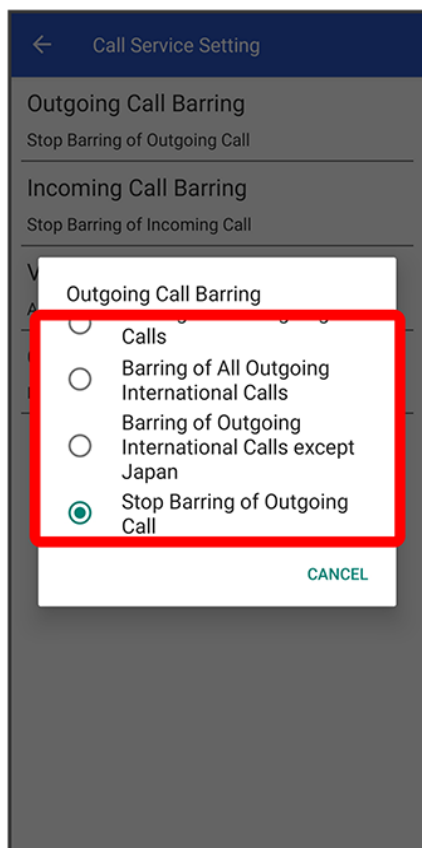 Call Service Setting
Outgoing Call Barring
Stop Barring of Outgoing Call
Incoming Call Barring
Stop Barring of Incoming Call
V
A
Outgoing Call Barring
Calls
Barring of All Outgoing
International Calls
Barring of Outgoing
International Calls except
Japan
Stop Barring of Outgoing
Call
CANCEL